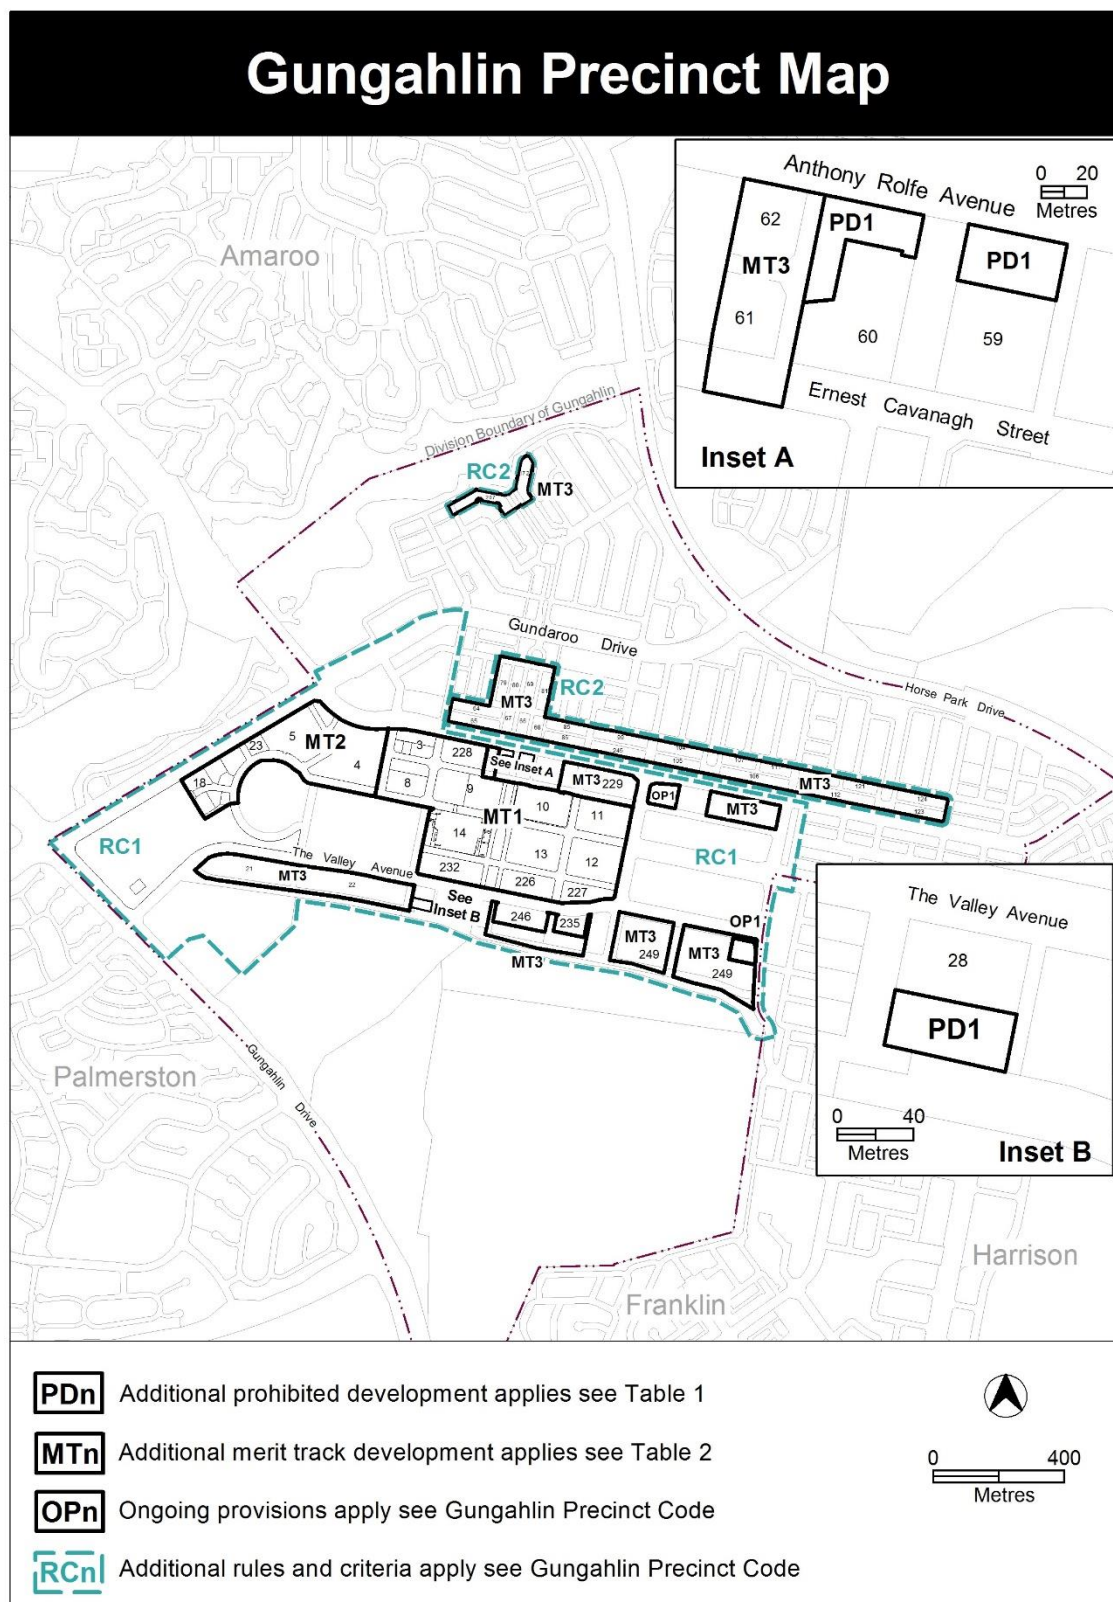 Gungahlin Precinct Map
Anthony Rolfe Avenue
0 20
Metres
62
PD1
MT3
PD1
61
60
59
Ernest Cavanagh Street
Inset A
Amaroo
Division Boundary of Gungahlin
RC2
MT3
Gundaroo Drive
RC2
MT3
Horse Park Drive
MT3
5
MT2
23
4
18
3
228
See Inset A
MT3
229
OP1
MT3
8
9
MT1
10
11
14
13
12
RC1
RC1
The Valley Avenue
21
MT3
22
232
226
227
See
Inset B
246
235
MT3
MT3
249
OP1
MT3
249
The Valley Avenue
28
PD1
0 40
Metres
Inset B
Palmerston
Gungahlin Drive
Franklin
Harrison
PDn Additional prohibited development applies see Table 1
MTn Additional merit track development applies see Table 2
OPn Ongoing provisions apply see Gungahlin Precinct Code
RCn Additional rules and criteria apply see Gungahlin Precinct Code
0 400
Metres